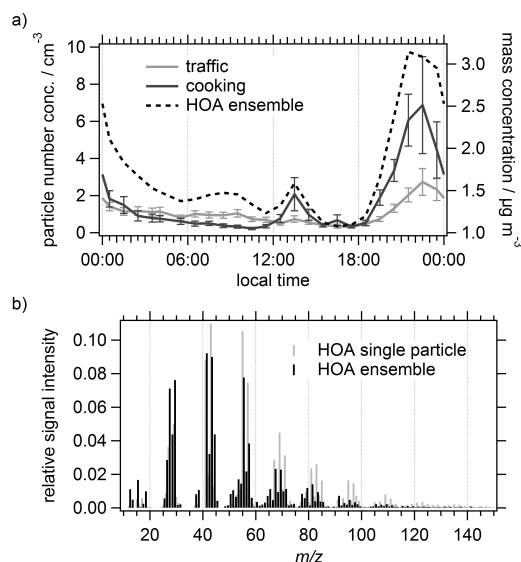 a)
particle number conc. / cm-3
10
8
6
4
2
0
traffic
cooking
HOA ensemble
3.0
2.5
2.0
1.5
1.0
mass concentration / µg m-3
00:00
06:00
12:00
18:00
00:00
local time
b)
relative signal intensity
0.10
0.08
0.06
0.04
0.02
0.00
HOA single particle
HOA ensemble
20
40
60
80
100
120
140
m/z